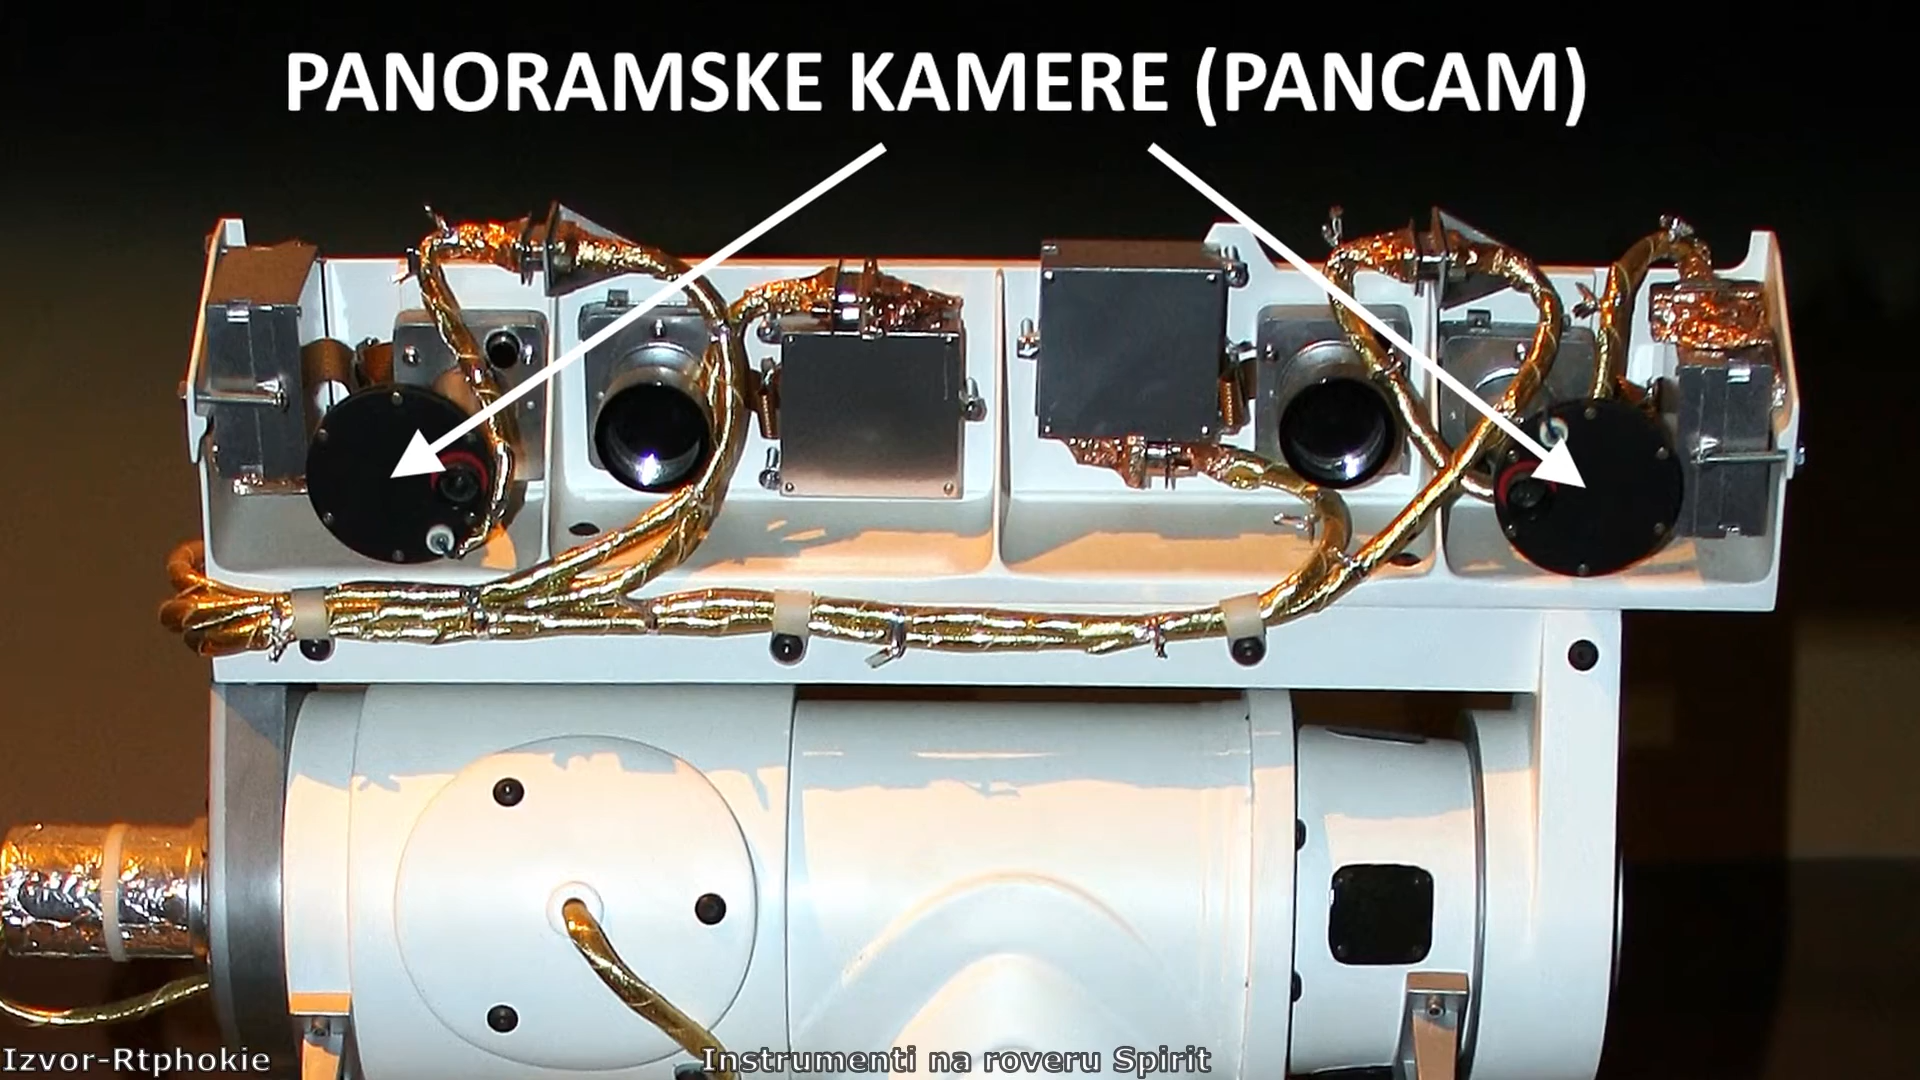 PANORAMSKE KAMERE (PANCAM)
Izvor-Rtphokie
Instrumenti na roveru Spirit